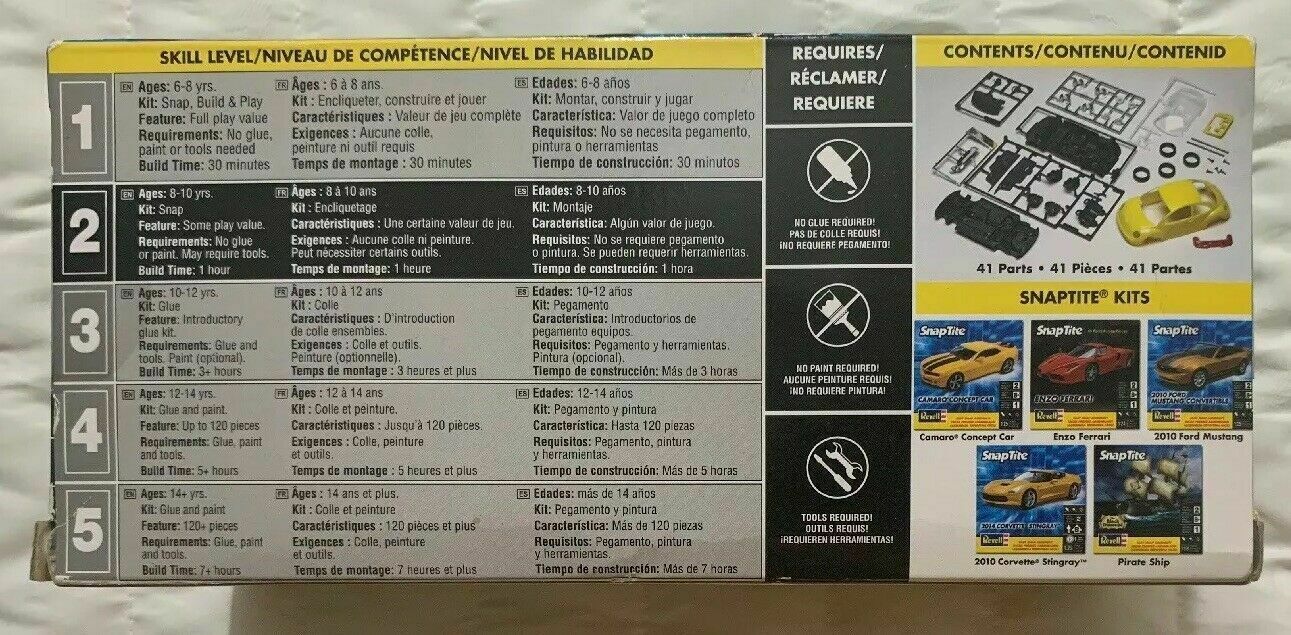 SKILL LEVEL/NIVEAU DE COMPÉTENCE/NIVEL DE HABILIDAD
1
EN Ages: 6-8 yrs.
Kit: Snap, Build & Play
Feature: Full play value
Requirements: No glue,
paint or tools needed
Build Time: 30 minutes
FR Âges : 6 à 8 ans.
Kit : Encliqueter, construire et jouer
Caractéristiques : Valeur de jeu complète
Exigences : Aucune colle,
peinture ni outil requis
Temps de montage : 30 minutes
ES Edades: 6-8 años
Kit: Montar, construir y jugar
Característica: Valor de juego completo
Requisitos: No se necesita pegamento,
pintura o herramientas
Tiempo de construcción: 30 minutos
2
EN Ages: 8-10 yrs.
Kit: Snap
Feature: Some play value.
Requirements: No glue
or paint. May require tools.
Build Time: 1 hour
FR Âges : 8 à 10 ans
Kit : Encliquetage
Caractéristiques : Une certaine valeur de jeu.
Exigences : Aucune colle ni peinture.
Peut nécessiter certains outils.
Temps de montage : 1 heure
ES Edades: 8-10 años
Kit: Montaje
Característica: Algún valor de juego.
Requisitos: No se requiere pegamento
o pintura. Se pueden requerir herramientas.
Tiempo de construcción: 1 hora
3
EN Ages: 10-12 yrs.
Kit: Glue
Feature: Introductory
glue kit.
Requirements: Glue and
tools. Paint (optional).
Build Time: 3+ hours
FR Âges : 10 à 12 ans
Kit : Colle
Caractéristiques : D'introduction
de colle ensembles.
Exigences : Colle et outils.
Peinture (optionnelle).
Temps de montage : 3 heures et plus
ES Edades: 10-12 años
Kit: Pegamento
Característica: Introductorios de
pegamento equipos.
Requisitos: Pegamento y herramientas.
Pintura (opcional).
Tiempo de construcción: Más de 3 horas
4
EN Ages: 12-14 yrs.
Kit: Glue and paint.
Feature: Up to 120 pieces
Requirements: Glue, paint
and tools.
Build Time: 5+ hours
FR Âges : 12 à 14 ans
Kit : Colle et peinture.
Caractéristiques : Jusqu'à 120 pièces.
Exigences : Colle, peinture
et outils.
Temps de montage : 5 heures et plus
ES Edades: 12-14 años
Kit: Pegamento y pintura
Característica: Hasta 120 piezas
Requisitos: Pegamento, pintura
y herramientas.
Tiempo de construcción: Más de 5 horas
5
EN Ages: 14+ yrs.
Kit: Glue and paint
Feature: 120+ pieces
Requirements: Glue, paint
and tools.
Build Time: 7+ hours
FR Âges : 14 ans et plus.
Kit : Colle et peinture
Caractéristiques : 120 pièces et plus
Exigences : Colle, peinture
et outils.
Temps de montage : 7 heures et plus
ES Edades: más de 14 años
Kit: Pegamento y pintura
Característica: Más de 120 piezas
Requisitos: Pegamento, pintura
y herramientas.
Tiempo de construcción: Más de 7 horas
REQUIRES/
RÉCLAMER/
REQUIERE
NO GLUE REQUIRED!
PAS DE COLLE REQUIS!
¡NO REQUIERE PEGAMENTO!
NO PAINT REQUIRED!
AUCUNE PEINTURE REQUIS!
¡NO REQUIERE PINTURA!
TOOLS REQUIRED!
OUTILS REQUIS!
¡REQUIEREN HERRAMIENTAS!
CONTENTS/CONTENU/CONTENID
41 Parts • 41 Pièces • 41 Partes
SNAPTITE® KITS
SnapTite
CAMARO CONCEPT CAR
Revell
Camaro® Concept Car
SnapTite
ENZO FERRARI
Revell
Enzo Ferrari
SnapTite
2010 FORD
MUSTANG CONVERTIBLE
Revell
2010 Ford Mustang
SnapTite
2014 CORVETTE STINGRAY
Revell
2010 Corvette® Stingray™
SnapTite
Revell
Pirate Ship